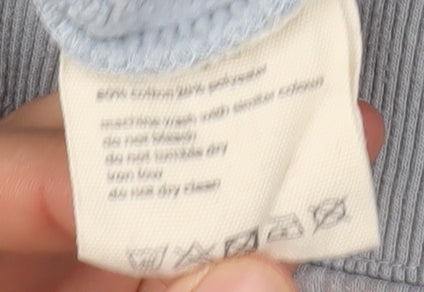 80% cotton 20% polyester
machine wash with similar colour
do not bleach
do not tumble dry
iron low
do not dry clean